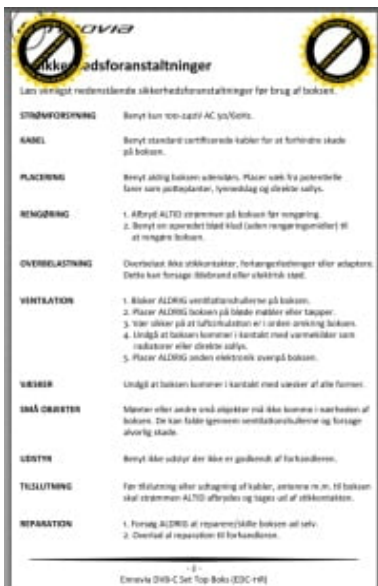 ennovia
Sikkerhedsforanstaltninger
Læs venligst nedenstående sikkerhedsforanstaltninger før brug af boksen.
STRØMFORSYNING Benyt kun 100-240V AC 50/60Hz.
KABEL Benyt standard certificerede kabler for at forhindre skade
på boksen.
PLACERING Benyt aldrig boksen udendørs. Placer væk fra potentielle
farer som potteplanter, lynnedslag og direkte sollys.
RENGØRING 1. Afbryd ALTID strømmen på boksen før rengøring.
2. Benyt en opvredet blød klud (uden rengøringsmidler) til
at rengøre boksen.
OVERBELASTNING Overbelast ikke stikkontakter, forlængerledninger eller adaptere.
Dette kan forsage ildebrand eller elektrisk stød.
VENTILATION 1. Bloker ALDRIG ventilationshullerne på boksen.
2. Placer ALDRIG boksen på bløde møbler eller tæpper.
3. Vær sikker på at luftcirkulation er i orden omkring boksen.
4. Undgå at boksen kommer i kontakt med varmekilder som
radiatorer eller direkte sollys.
5. Placer ALDRIG anden elektronik ovenpå boksen.
VÆSKER Undgå at boksen kommer i kontakt med væsker af alle former.
SMÅ OBJEKTER Mønter eller andre små objekter må ikke komme i nærheden af
boksen. De kan falde igennem ventilationshullerne og forsage
alvorlig skade.
UDSTYR Benyt ikke udstyr der ikke er godkendt af forhandleren.
TILSLUTNING Før tilslutning eller udtagning af kabler, antenne m.m. til boksen
skal strømmen ALTID afbrydes og tages ud af stikkontakten.
REPARATION 1. Forsøg ALDRIG at reparere/skille boksen ad selv.
2. Overlad al reparation til forhandleren.
- 2 -
Ennovia DVB-C Set Top Boks (EDC-HR)